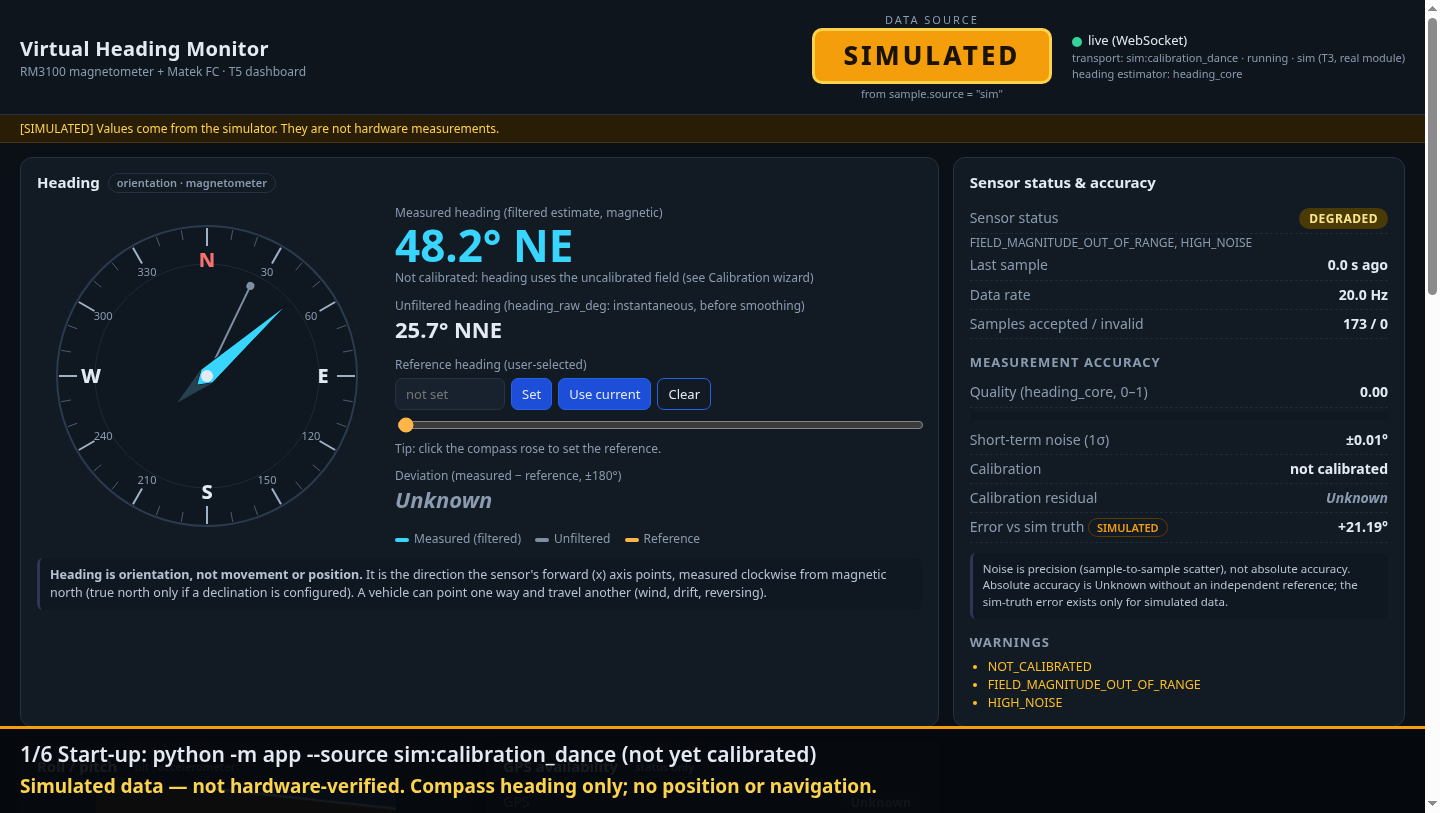 Virtual Heading Monitor
RM3100 magnetometer + Matek FC · T5 dashboard
DATA SOURCE
SIMULATED
from sample.source = "sim"
live (WebSocket)
transport: sim:calibration_dance · running · sim (T3, real module)
heading estimator: heading_core
[SIMULATED] Values come from the simulator. They are not hardware measurements.
Heading
orientation · magnetometer
N
30
60
E
120
150
S
210
240
W
300
330
Measured heading (filtered estimate, magnetic)
48.2° NE
Not calibrated: heading uses the uncalibrated field (see Calibration wizard)
Unfiltered heading (heading_raw_deg: instantaneous, before smoothing)
25.7° NNE
Reference heading (user-selected)
not set
Set
Use current
Clear
Tip: click the compass rose to set the reference.
Deviation (measured − reference, ±180°)
Unknown
Measured (filtered)
Unfiltered
Reference
Heading is orientation, not movement or position. It is the direction the sensor's forward (x) axis points, measured clockwise from magnetic
north (true north only if a declination is configured). A vehicle can point one way and travel another (wind, drift, reversing).
Sensor status & accuracy
Sensor status DEGRADED
FIELD_MAGNITUDE_OUT_OF_RANGE, HIGH_NOISE
Last sample 0.0 s ago
Data rate 20.0 Hz
Samples accepted / invalid 173 / 0
MEASUREMENT ACCURACY
Quality (heading_core, 0–1) 0.00
Short-term noise (1σ) ±0.01°
Calibration not calibrated
Calibration residual Unknown
Error vs sim truth SIMULATED +21.19°
Noise is precision (sample-to-sample scatter), not absolute accuracy.
Absolute accuracy is Unknown without an independent reference; the
sim-truth error exists only for simulated data.
WARNINGS
NOT_CALIBRATED
FIELD_MAGNITUDE_OUT_OF_RANGE
HIGH_NOISE
1/6 Start-up: python -m app --source sim:calibration_dance (not yet calibrated)
Simulated data — not hardware-verified. Compass heading only; no position or navigation.
Roll / pitch
GPS availability
GPS
Unknown